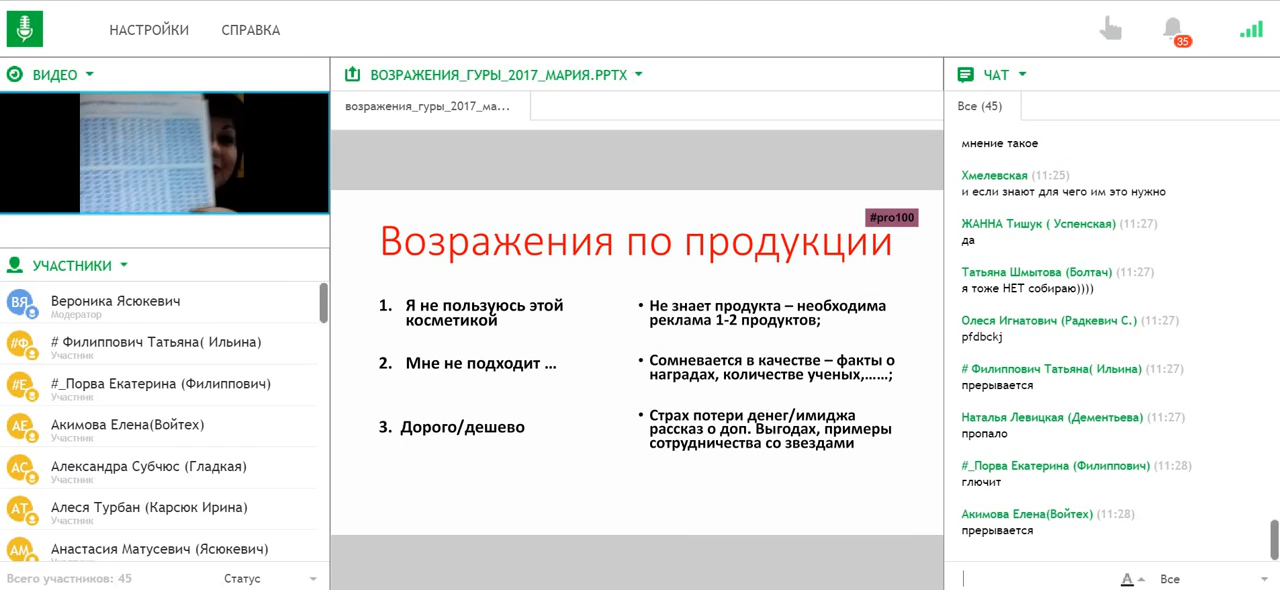 НАСТРОЙКИ
СПРАВКА
35
ВИДЕО
ВОЗРАЖЕНИЯ_ГУРЫ_2017_МАРИЯ.PPTX
ЧАТ
возражения_гуры_2017_ма...
Все (45)
#pro100
Возражения по продукции
1. Я не пользуюсь этой
косметикой
• Не знает продукта – необходима
реклама 1-2 продуктов;
2. Мне не подходит ...
• Сомневается в качестве – факты о
наградах, количестве ученых,......;
3. Дорого/дешево
• Страх потери денег/имиджа
рассказ о доп. Выгодах, примеры
сотрудничества со звездами
УЧАСТНИКИ
ВЯ
Вероника Ясюкевич
Модератор
#Ф
# Филиппович Татьяна( Ильина)
Участник
#Е
#_Порва Екатерина (Филиппович)
Участник
АЕ
Акимова Елена(Войтех)
Участник
АС
Александра Субчюс (Гладкая)
Участник
АТ
Алеся Турбан (Карсюк Ирина)
Участник
АМ
Анастасия Матусевич (Ясюкевич)
Всего участников: 45
Статус
мнение такое
Хмелевская (11:25)
и если знают для чего им это нужно
ЖАННА Тишук ( Успенская) (11:27)
да
Татьяна Шмытова (Болтач) (11:27)
я тоже НЕТ собираю))))
Олеся Игнатович (Радкевич С.) (11:27)
pfdbckj
# Филиппович Татьяна( Ильина) (11:27)
прерывается
Наталья Левицкая (Дементьева) (11:27)
пропало
#_Порва Екатерина (Филиппович) (11:28)
глючит
Акимова Елена(Войтех) (11:28)
прерывается
A
Все